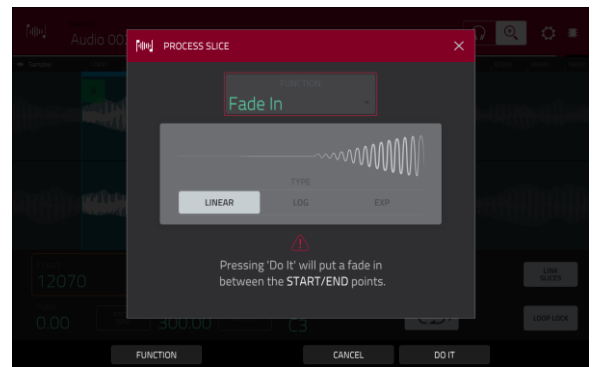 Audio 00
PROCESS SLICE
FUNCTION
Fade In
TYPE
LINEAR LOG EXP
Pressing 'Do It' will put a fade in
between the START/END points.
12070
LINK
SLICES
0.00 300.00 C3
LOOP LOCK
FUNCTION CANCEL DO IT